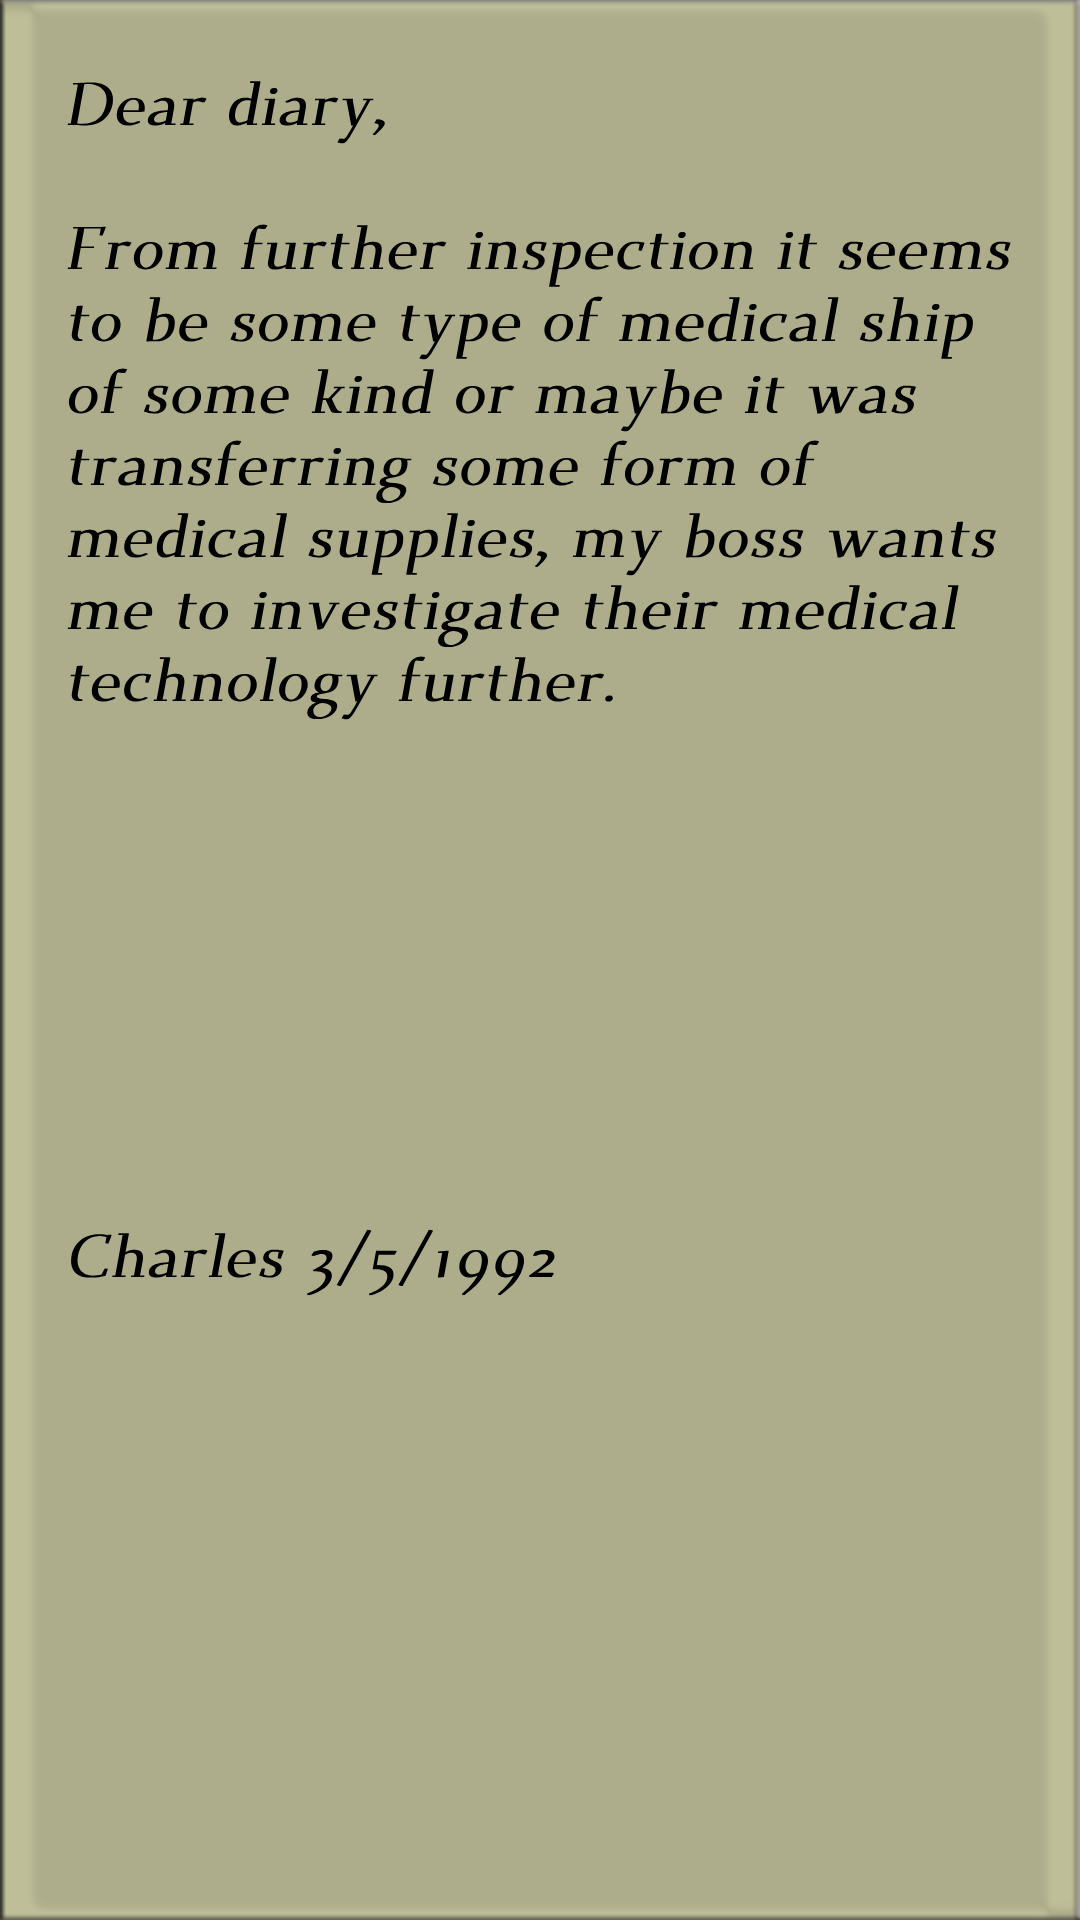 Dear diary,
From further inspection it seems
to be some type of medical ship
of some kind or maybe it was
transferring some form of
medical supplies, my boss wants
me to investigate their medical
technology further.
Charles 3/5/1992